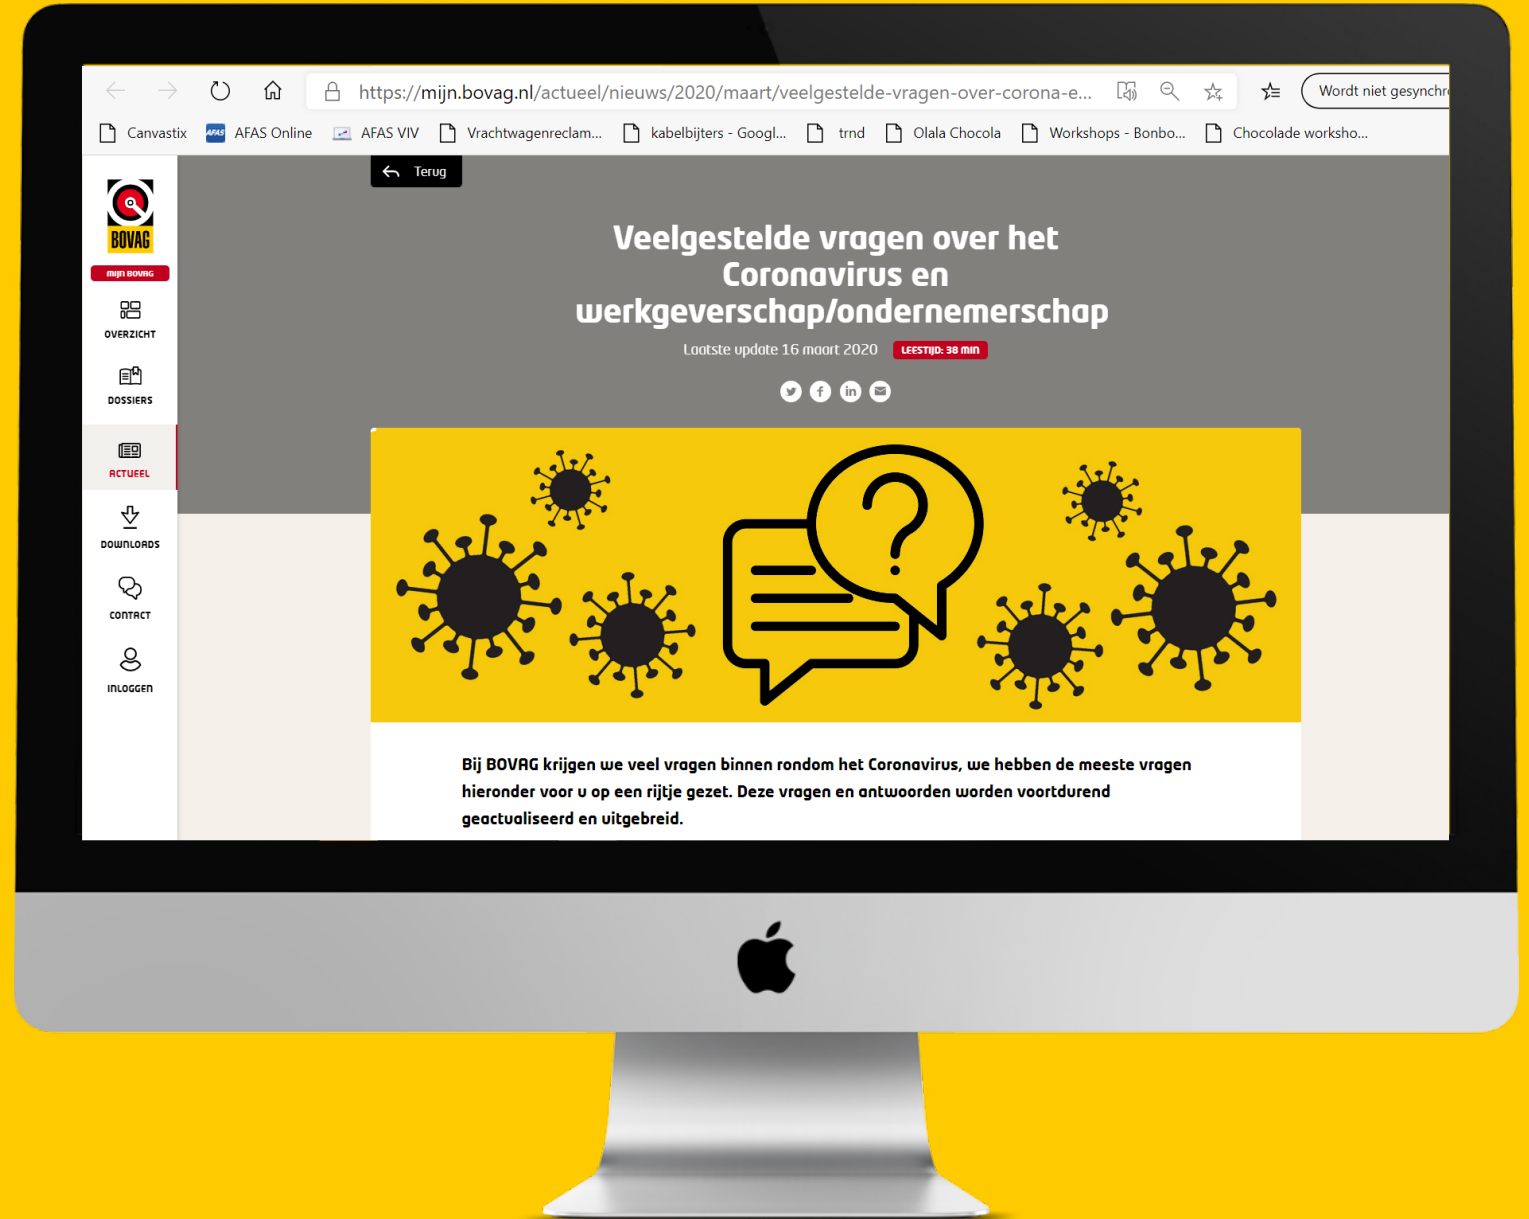 https://mijn.bovag.nl/actueel/nieuws/2020/maart/veelgestelde-vragen-over-corona-e...
Wordt niet gesynchr
Canvastix
AFAS
AFAS Online
AFAS VIV
Vrachtwagenreclam...
kabelbijters - Googl...
trnd
Olala Chocola
Workshops - Bonbo...
Chocolade worksho...
Terug
BOVAG
mijn BOVAG
OVERZICHT
DOSSIERS
ACTUEEL
DOWNLOADS
CONTACT
INLOGGEN
Veelgestelde vragen over het
Coronavirus en
werkgeverschap/ondernemerschap
Laatste update 16 maart 2020
LEESTIJD: 38 min
?
Bij BOVAG krijgen we veel vragen binnen rondom het Coronavirus, we hebben de meeste vragen
hieronder voor u op een rijtje gezet. Deze vragen en antwoorden worden voortdurend
geactualiseerd en uitgebreid.